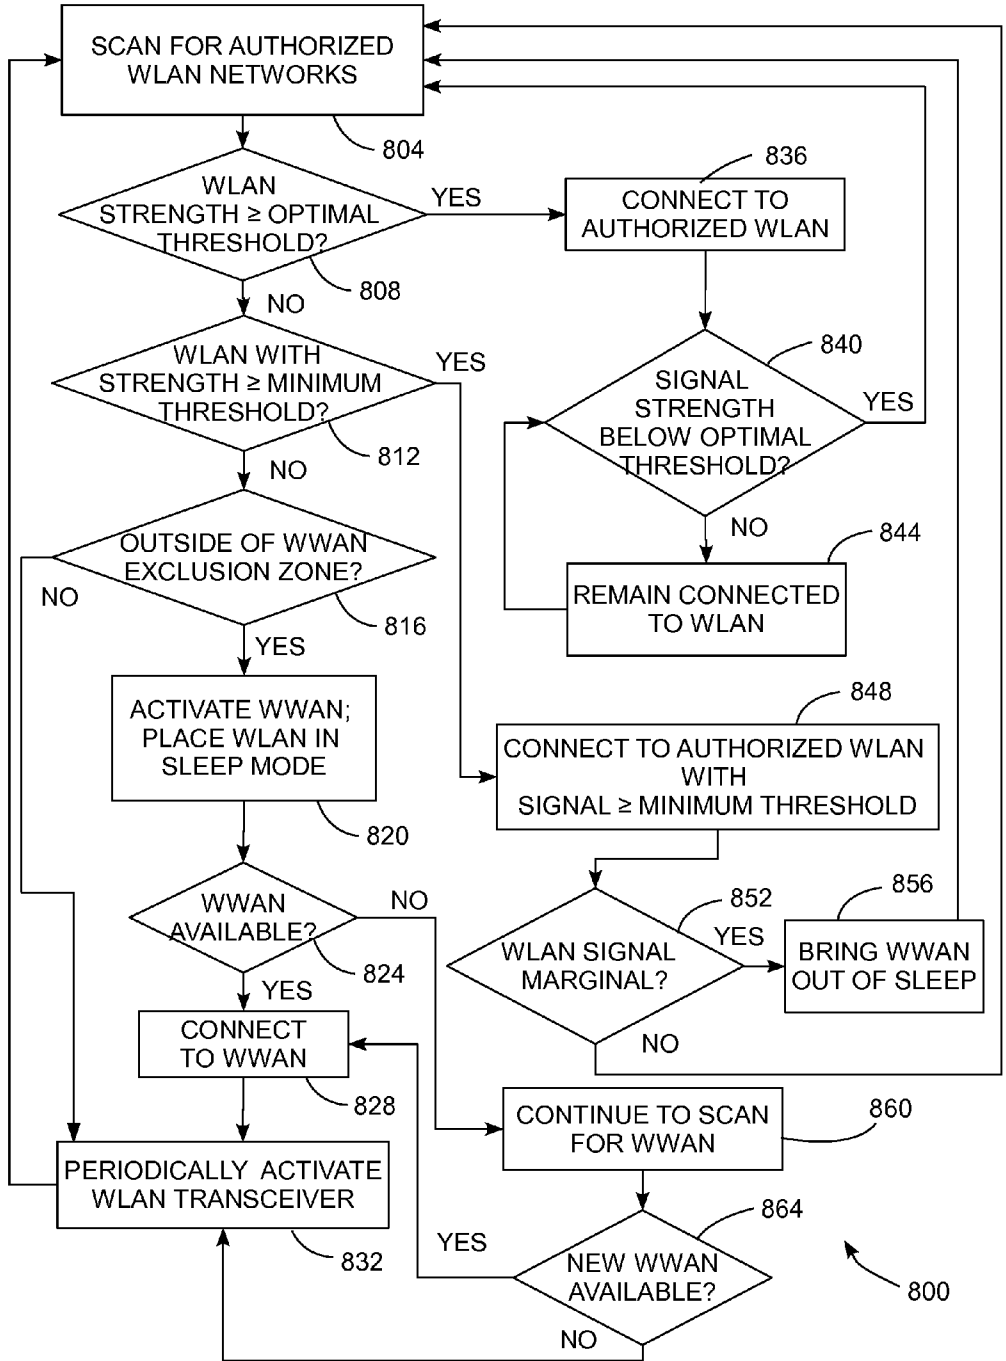 SCAN FOR AUTHORIZED
WLAN NETWORKS
804
WLAN
STRENGTH ≥ OPTIMAL
THRESHOLD?
808
YES
NO
836
CONNECT TO
AUTHORIZED WLAN
840
SIGNAL
STRENGTH
BELOW OPTIMAL
THRESHOLD?
YES
NO
844
REMAIN CONNECTED
TO WLAN
WLAN WITH
STRENGTH ≥ MINIMUM
THRESHOLD?
812
YES
NO
OUTSIDE OF WWAN
EXCLUSION ZONE?
816
NO
YES
ACTIVATE WWAN;
PLACE WLAN IN
SLEEP MODE
820
848
CONNECT TO AUTHORIZED WLAN
WITH
SIGNAL ≥ MINIMUM THRESHOLD
852
WLAN SIGNAL
MARGINAL?
YES
NO
856
BRING WWAN
OUT OF SLEEP
WWAN
AVAILABLE?
824
NO
YES
CONNECT
TO WWAN
828
PERIODICALLY ACTIVATE
WLAN TRANSCEIVER
832
CONTINUE TO SCAN
FOR WWAN
860
864
NEW WWAN
AVAILABLE?
YES
NO
800